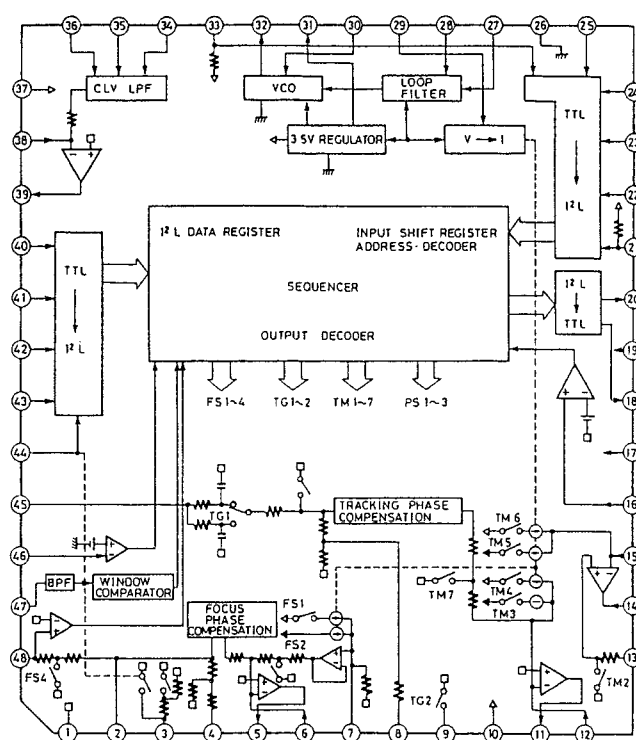 36 35 34 33 32 31 30 29 28 27 26 25
37
CLV LPF
VCO
LOOP
FILTER
24
38
3.5V REGULATOR
V → I
TTL
23
39
I²L
22
I²L DATA REGISTER
INPUT SHIFT REGISTER
ADDRESS·DECODER
40
TTL
SEQUENCER
I²L
20
41
TTL
19
42
I²L
OUTPUT DECODER
18
43
FS1~4
TG1~2
TM1~7
PS1~3
44
17
45
16
TG1
TRACKING PHASE
COMPENSATION
TM6
46
TM5
15
47
BPF
WINDOW
COMPARATOR
TM7
TM4
TM3
14
FOCUS
PHASE
COMPENSATION
FS1
48
FS4
FS2
TG2
TM2
13
1 2 3 4 5 6 7 8 9 10 11 12